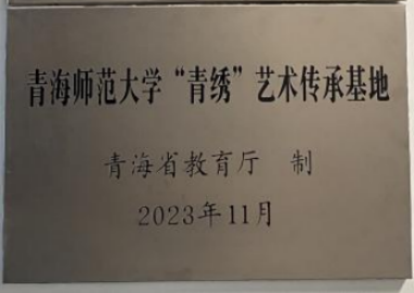 青海师范大学“青绣”艺术传承基地
青海省教育厅 制
2023年11月